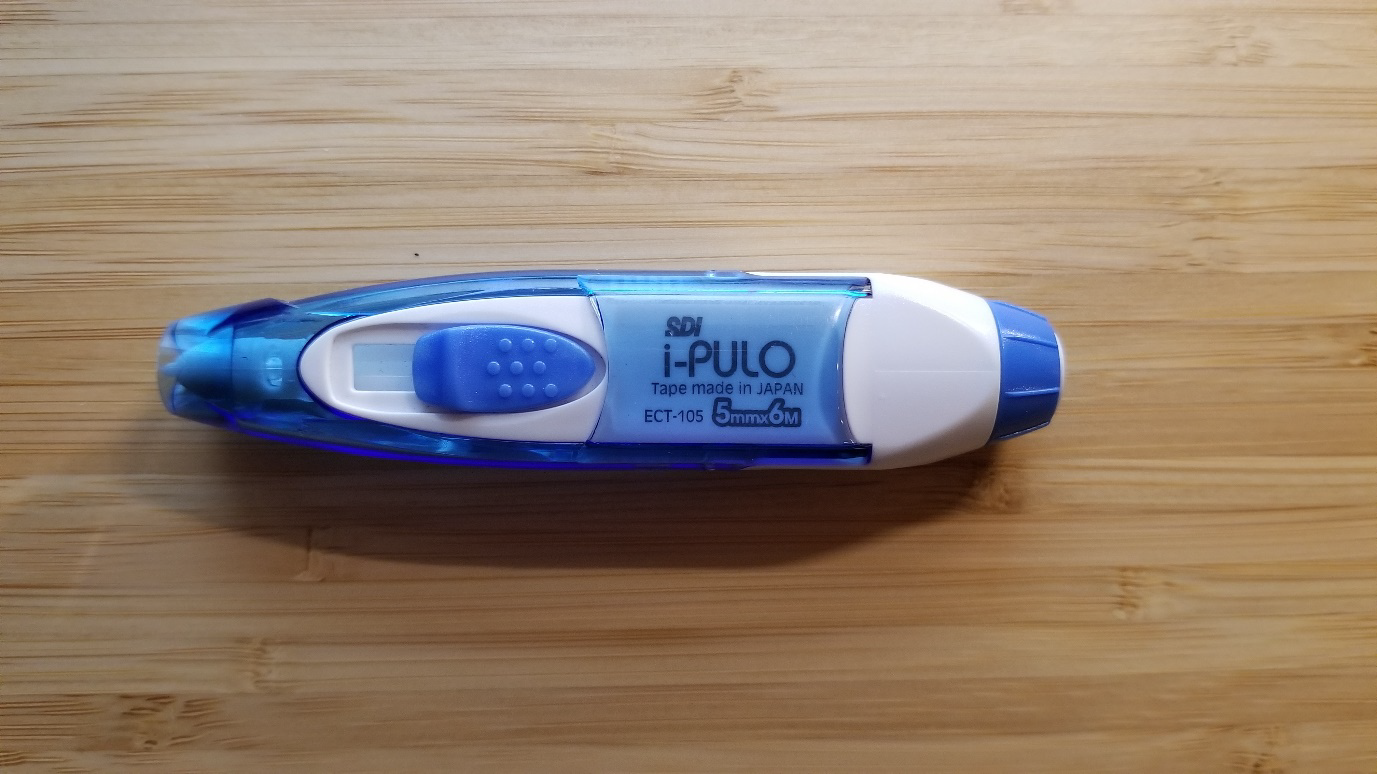 SDI
i-PULO
Tape made in JAPAN
ECT-105 5mmx6M